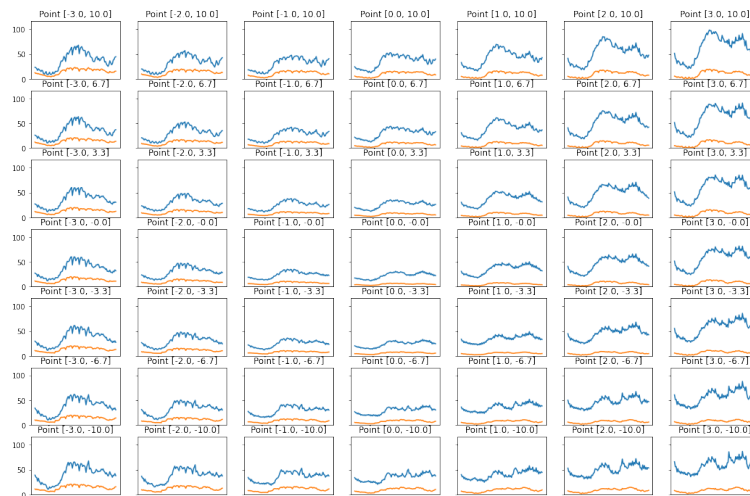 Point [-3.0, 10.0] Point [-2.0, 10.0] Point [-1.0, 10.0] Point [0.0, 10.0] Point [1.0, 10.0] Point [2.0, 10.0] Point [3.0, 10.0]
100
50
0
Point [-3.0, 6.7] Point [-2.0, 6.7] Point [-1.0, 6.7] Point [0.0, 6.7] Point [1.0, 6.7] Point [2.0, 6.7] Point [3.0, 6.7]
100
50
0
Point [-3.0, 3.3] Point [-2.0, 3.3] Point [-1.0, 3.3] Point [0.0, 3.3] Point [1.0, 3.3] Point [2.0, 3.3] Point [3.0, 3.3]
100
50
0
Point [-3.0, -0.0] Point [-2.0, -0.0] Point [-1.0, -0.0] Point [0.0, -0.0] Point [1.0, -0.0] Point [2.0, -0.0] Point [3.0, -0.0]
100
50
0
Point [-3.0, -3.3] Point [-2.0, -3.3] Point [-1.0, -3.3] Point [0.0, -3.3] Point [1.0, -3.3] Point [2.0, -3.3] Point [3.0, -3.3]
100
50
0
Point [-3.0, -6.7] Point [-2.0, -6.7] Point [-1.0, -6.7] Point [0.0, -6.7] Point [1.0, -6.7] Point [2.0, -6.7] Point [3.0, -6.7]
100
50
0
Point [-3.0, -10.0] Point [-2.0, -10.0] Point [-1.0, -10.0] Point [0.0, -10.0] Point [1.0, -10.0] Point [2.0, -10.0] Point [3.0, -10.0]
100
50